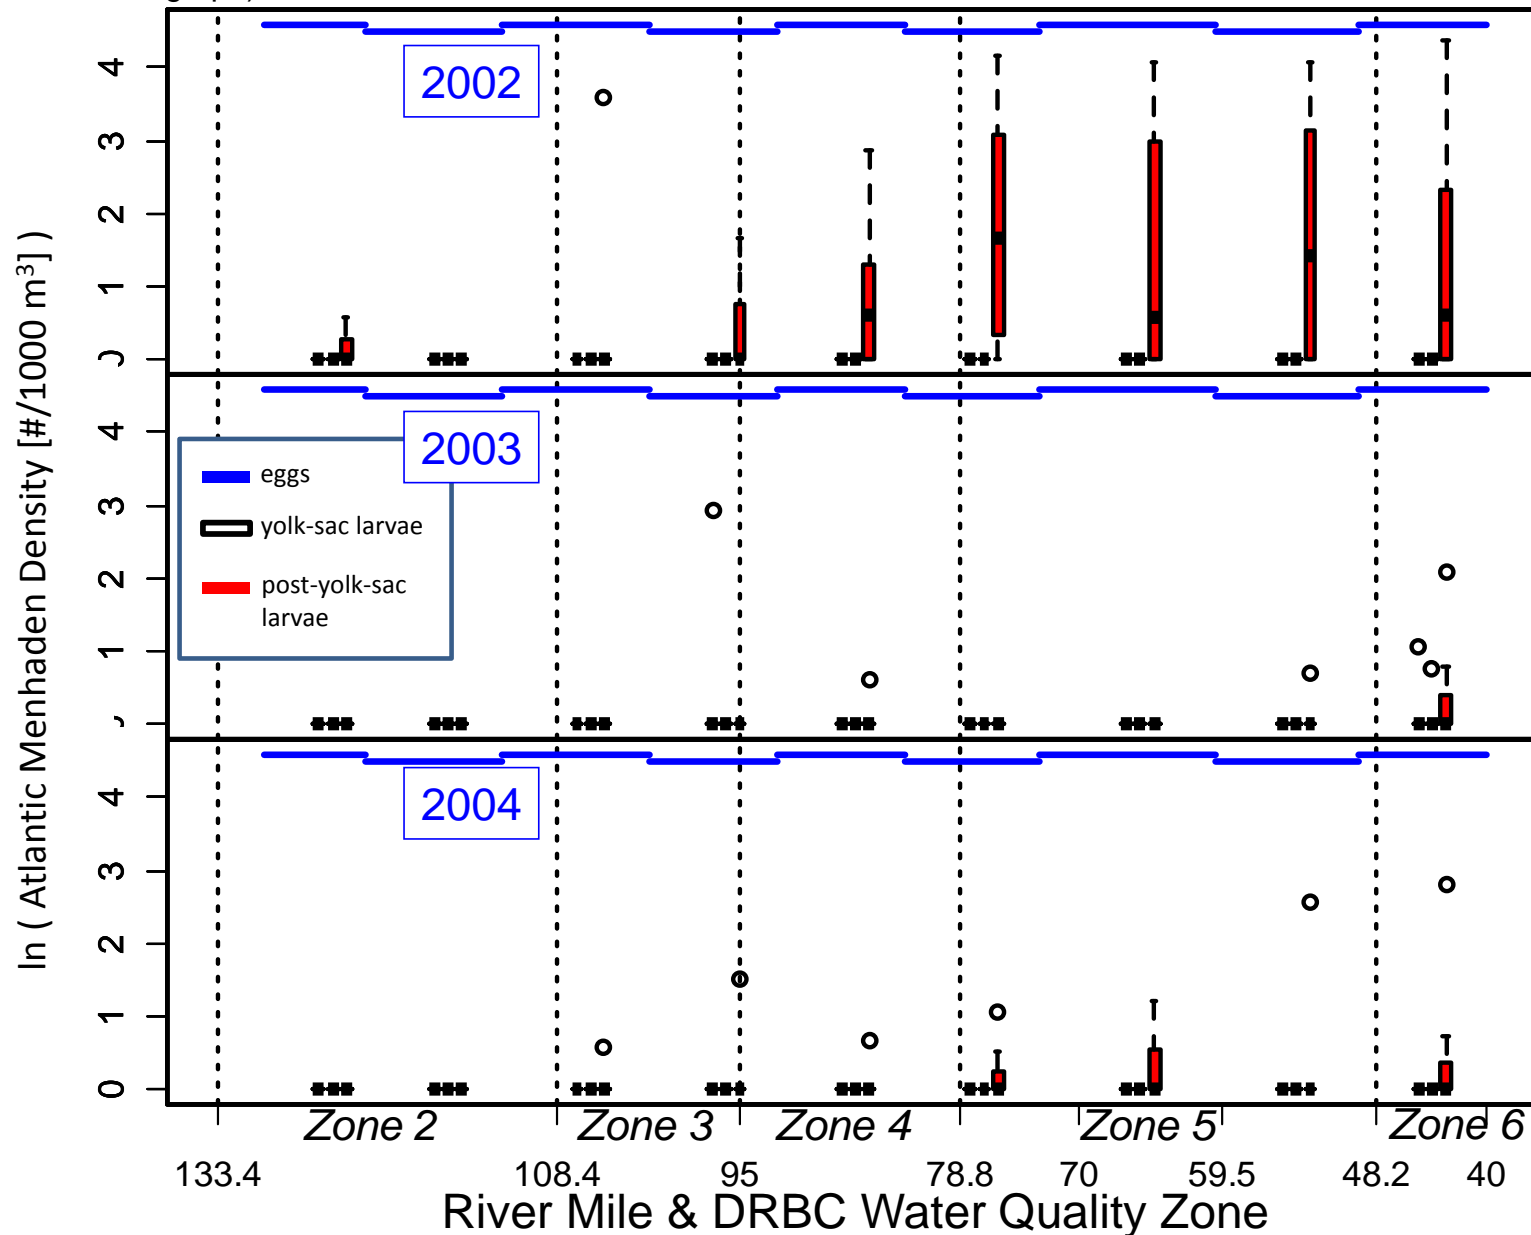 4
3
2
1
2002
4
3
2
1
2003
eggs
yolk-sac larvae
post-yolk-sac
larvae
4
3
2
1
0
2004
ln ( Atlantic Menhaden Density [#/1000 m³] )
Zone 2 Zone 3 Zone 4 Zone 5 Zone 6
133.4 108.4 95 78.8 70 59.5 48.2 40
River Mile & DRBC Water Quality Zone